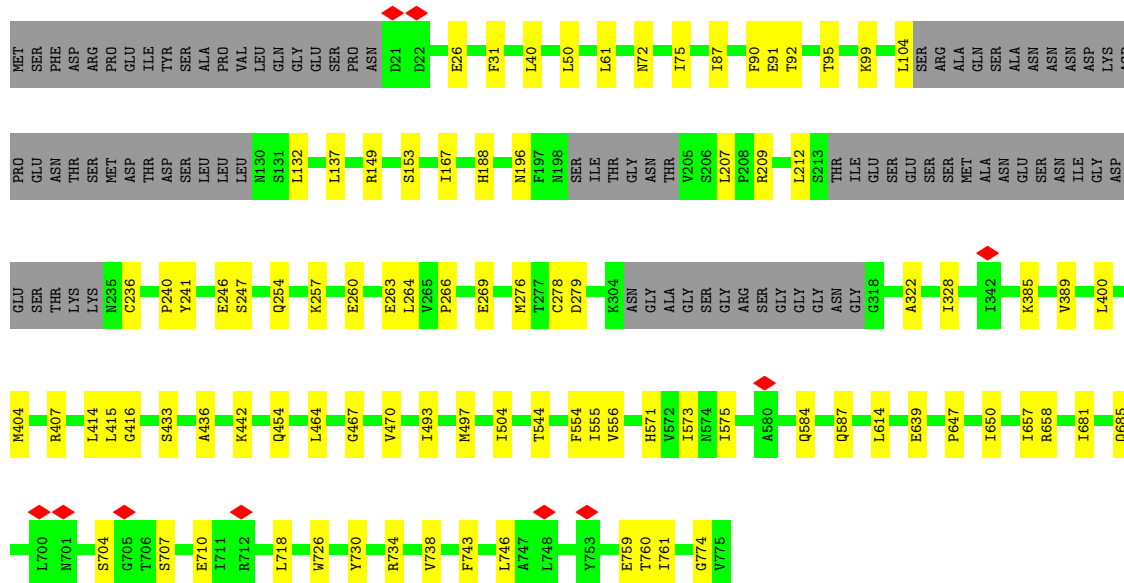 MET SER PHE ASP ARG PRO GLU ILE TYR SER ALA PRO VAL LEU GLN GLY GLU SER PRO ASN D21 D22 E26 F31 L40 L50 L61 N72 I75 I87 F90 E91 T92 T95 K99 L104 SER ARG ALA GLN SER ALA ASN ASN ASN ASP LYS
PRO GLU ASN THR SER MET ASP THR ASP SER LEU LEU LEU N130 S131 L132 L137 R149 S153 I167 H188 N196 F197 N198 SER ILE THR GLY ASN THR V205 S206 L207 P208 R209 L212 S213 THR ILE GLU SER GLU SER SER MET ALA ASN GLU SER ASN ILE GLY ASP
GLU SER THR LYS LYS N235 C236 P240 Y241 E246 S247 Q254 K257 E260 E263 L264 V265 P266 E269 M276 T277 C278 D279 K304 ASN GLY ALA GLY SER GLY ARG SER GLY GLY GLY ASN GLY G318 A322 I328 I342 K385 V389 L400
M404 R407 L414 L415 G416 S433 A436 K442 Q454 L464 G467 V470 I493 M497 I504 T544 F554 I555 V556 H571 V572 I573 N574 I575 A580 Q584 Q587 L614 E639 P647 I650 I657 R658 I681 Q685
L700 N701 S704 G705 T706 S707 E710 I711 R712 L718 W726 Y730 R734 V738 F743 L746 A747 L748 Y753 E759 T760 I761 G774 V775